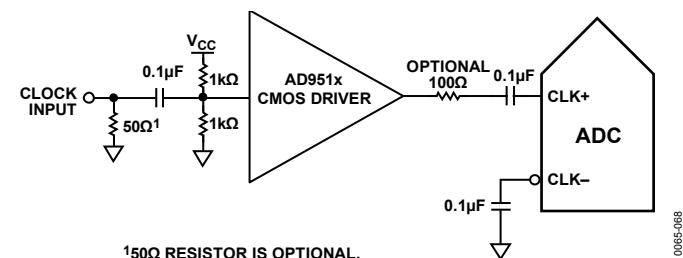 VCC
0.1µF
1kΩ
CLOCK
INPUT
50Ω1
1kΩ
AD951x
CMOS DRIVER
OPTIONAL
100Ω
0.1µF
CLK+
ADC
CLK–
0.1µF
150Ω RESISTOR IS OPTIONAL.
0065-068